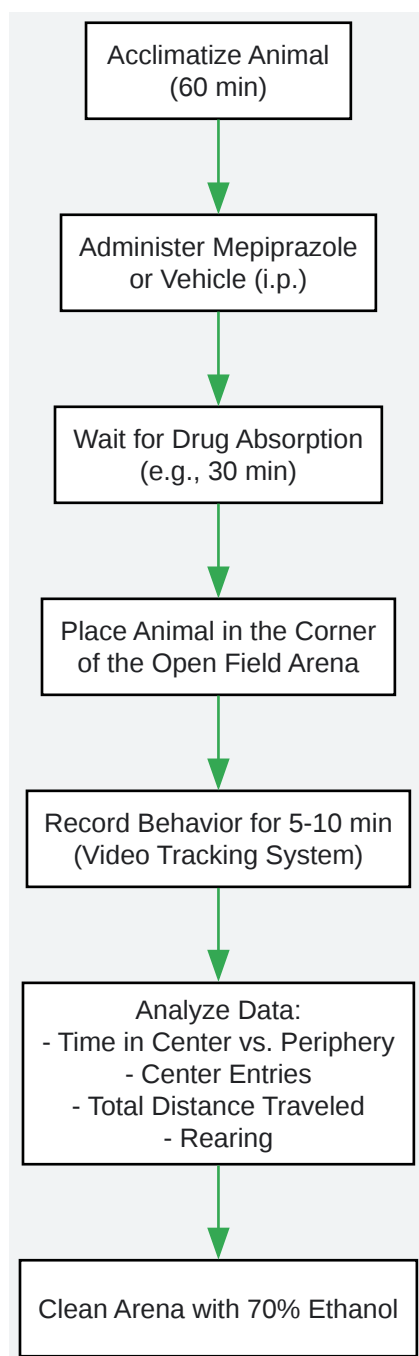 Acclimatize Animal
(60 min)
Administer Mepiprazole
or Vehicle (i.p.)
Wait for Drug Absorption
(e.g., 30 min)
Place Animal in the Corner
of the Open Field Arena
Record Behavior for 5-10 min
(Video Tracking System)
Analyze Data:
- Time in Center vs. Periphery
- Center Entries
- Total Distance Traveled
- Rearing
Clean Arena with 70% Ethanol